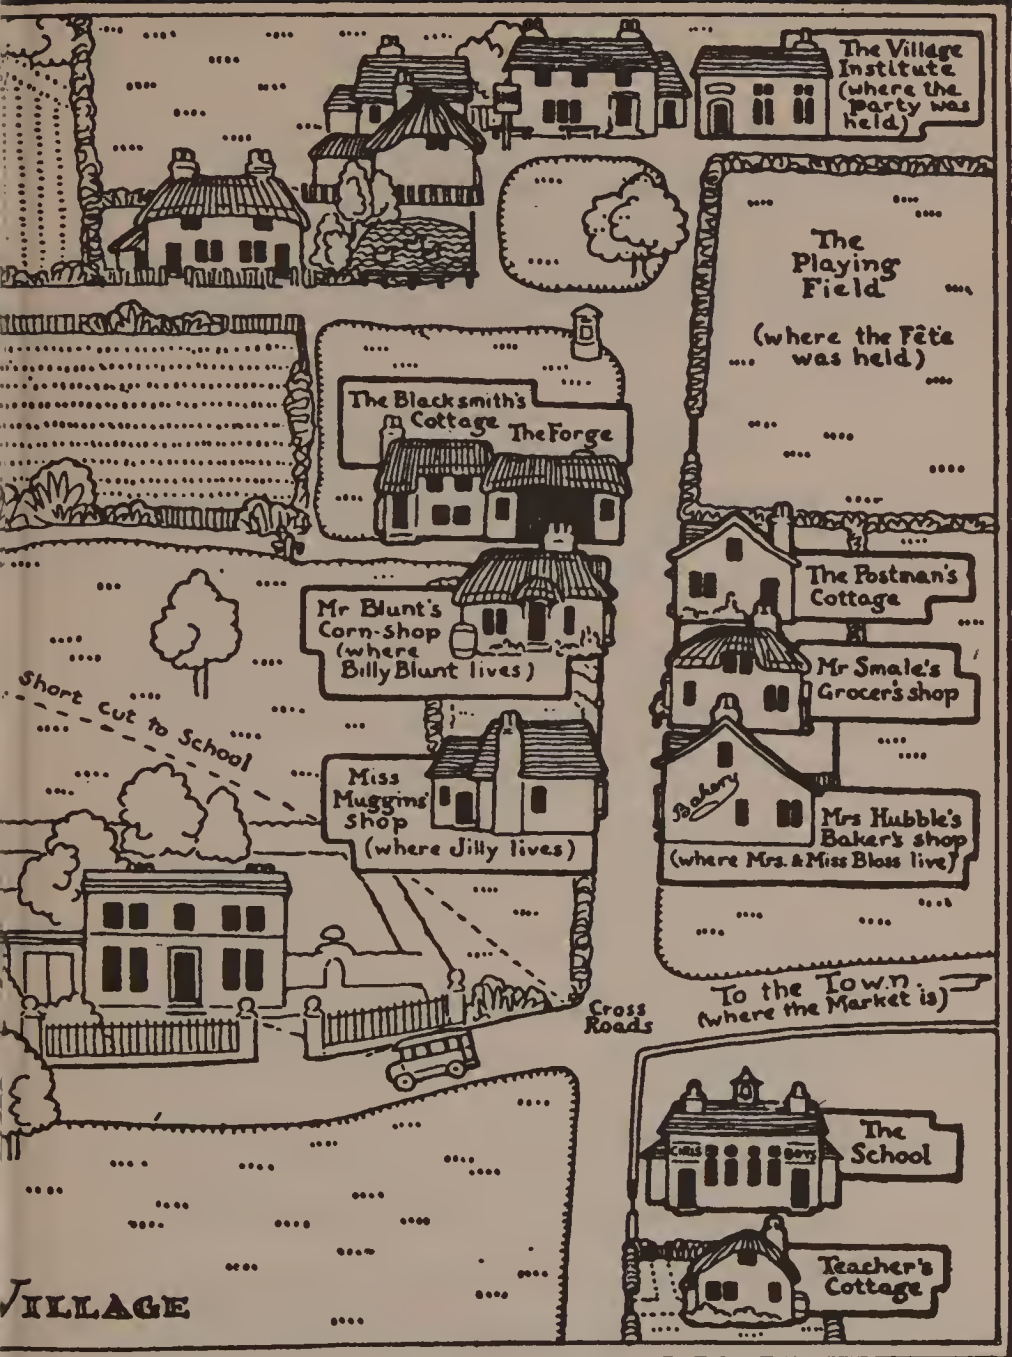 The Village
Institute
(where the
party was
held)
The
Playing
Field
(where the Fête
was held)
The Blacksmith's
Cottage
The Forge
The Postman's
Cottage
Mr Blunt's
Corn-shop
(where
Billy Blunt lives)
Mr Smale's
Grocer's shop
Short cut to School
Miss
Muggins'
shop
(where Jilly lives)
Bakery
Mrs Hubble's
Baker's shop
(where Mrs. & Miss Bloss live)
To the Town.
(where the Market is)
Cross
Roads
The
School
GIRLS
BOYS
Teacher's
Cottage
VILLAGE